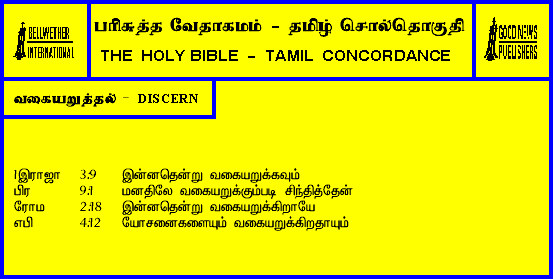 BELLWETHER
INTERNATIONAL
பரிசுத்த வேதாகமம் - தமிழ் சொல்தொகுதி
THE HOLY BIBLE - TAMIL CONCORDANCE
GOOD NEWS
PUBLISHERS
வகையறுத்தல் - DISCERN
1இராஜா 3:9 இன்னதென்று வகையறுக்கவும்
பிர 9:1 மனதிலே வகையறுக்கும்படி சிந்தித்தேன்
ரோம 2:18 இன்னதென்று வகையறுக்கிறாயே
எபி 4:12 யோசனைகளையும் வகையறுக்கிறதாயும்